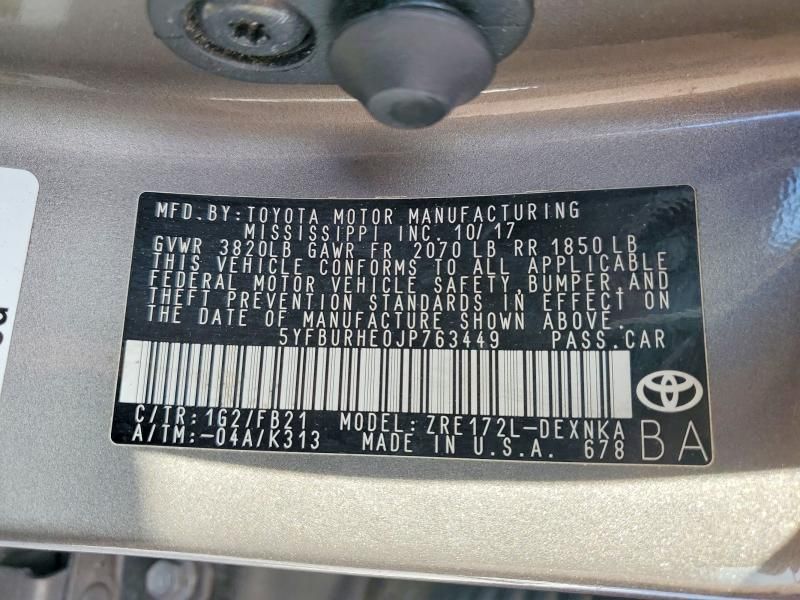 MFD. BY: TOYOTA MOTOR MANUFACTURING
MISSISSIPPI INC. 10/17
GVWR 3820LB GAWR FR 2070 LB RR 1850 LB
THIS VEHICLE CONFORMS TO ALL APPLICABLE
FEDERAL MOTOR VEHICLE SAFETY, BUMPER, AND
THEFT PREVENTION STANDARDS IN EFFECT ON
THE DATE OF MANUFACTURE SHOWN ABOVE.
5YFBURHE0JP763449 PASS. CAR
C/TR: 1G2/FB21 MODEL: ZRE172L-DEXNKA
A/TM: -04A/K313 MADE IN U.S.A. 678
BA